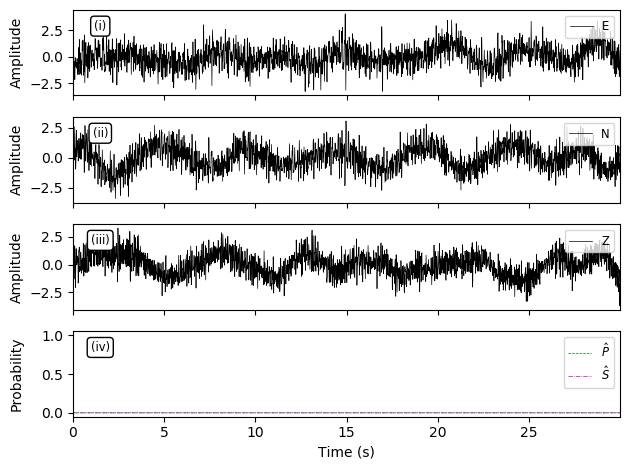 Amplitude
2.5
0.0
−2.5
(i)
E
Amplitude
2.5
0.0
−2.5
(ii)
N
Amplitude
2.5
0.0
−2.5
(iii)
Z
Probability
1.0
0.5
0.0
(iv)
P̂
Ŝ
0 5 10 15 20 25
Time (s)